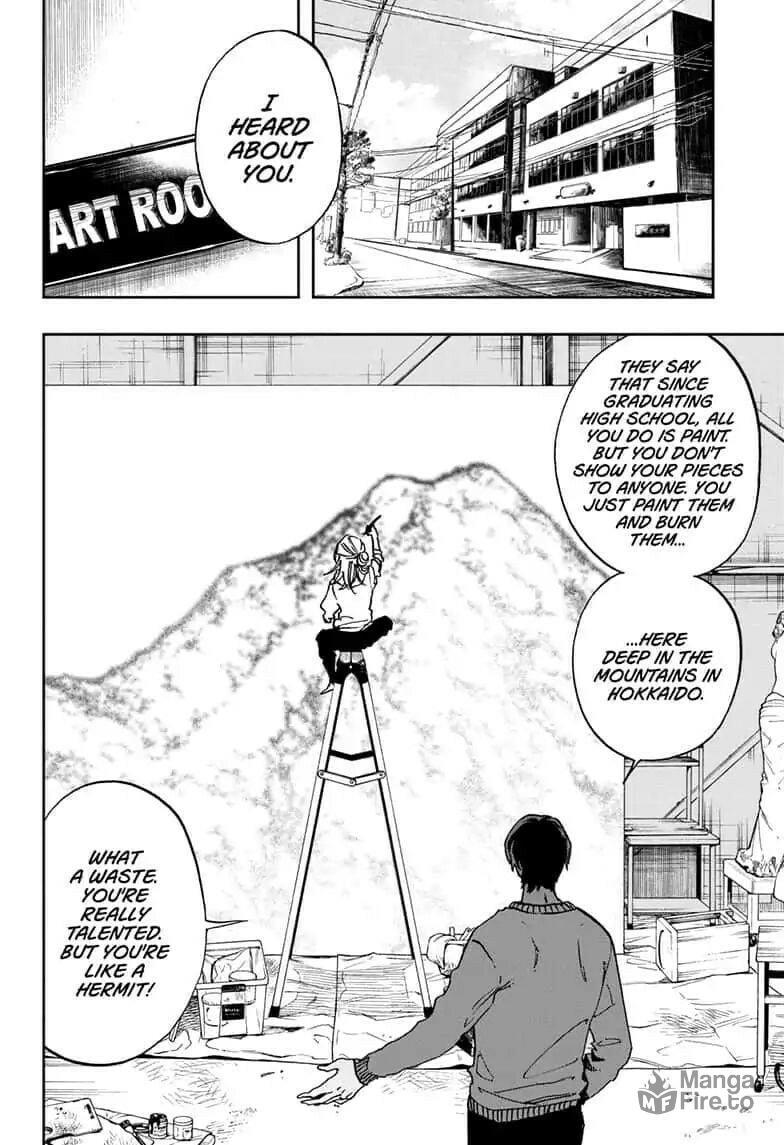 I
HEARD
ABOUT
YOU.
ART ROO
THEY SAY
THAT SINCE
GRADUATING
HIGH SCHOOL, ALL
YOU DO IS PAINT.
BUT YOU DON'T
SHOW YOUR PIECES
TO ANYONE. YOU
JUST PAINT THEM
AND BURN
THEM...
...HERE
DEEP IN THE
MOUNTAINS IN
HOKKAIDO.
WHAT
A WASTE.
YOU'RE
REALLY
TALENTED.
BUT YOU'RE
LIKE A
HERMIT!
Manga
Fire.to
MF